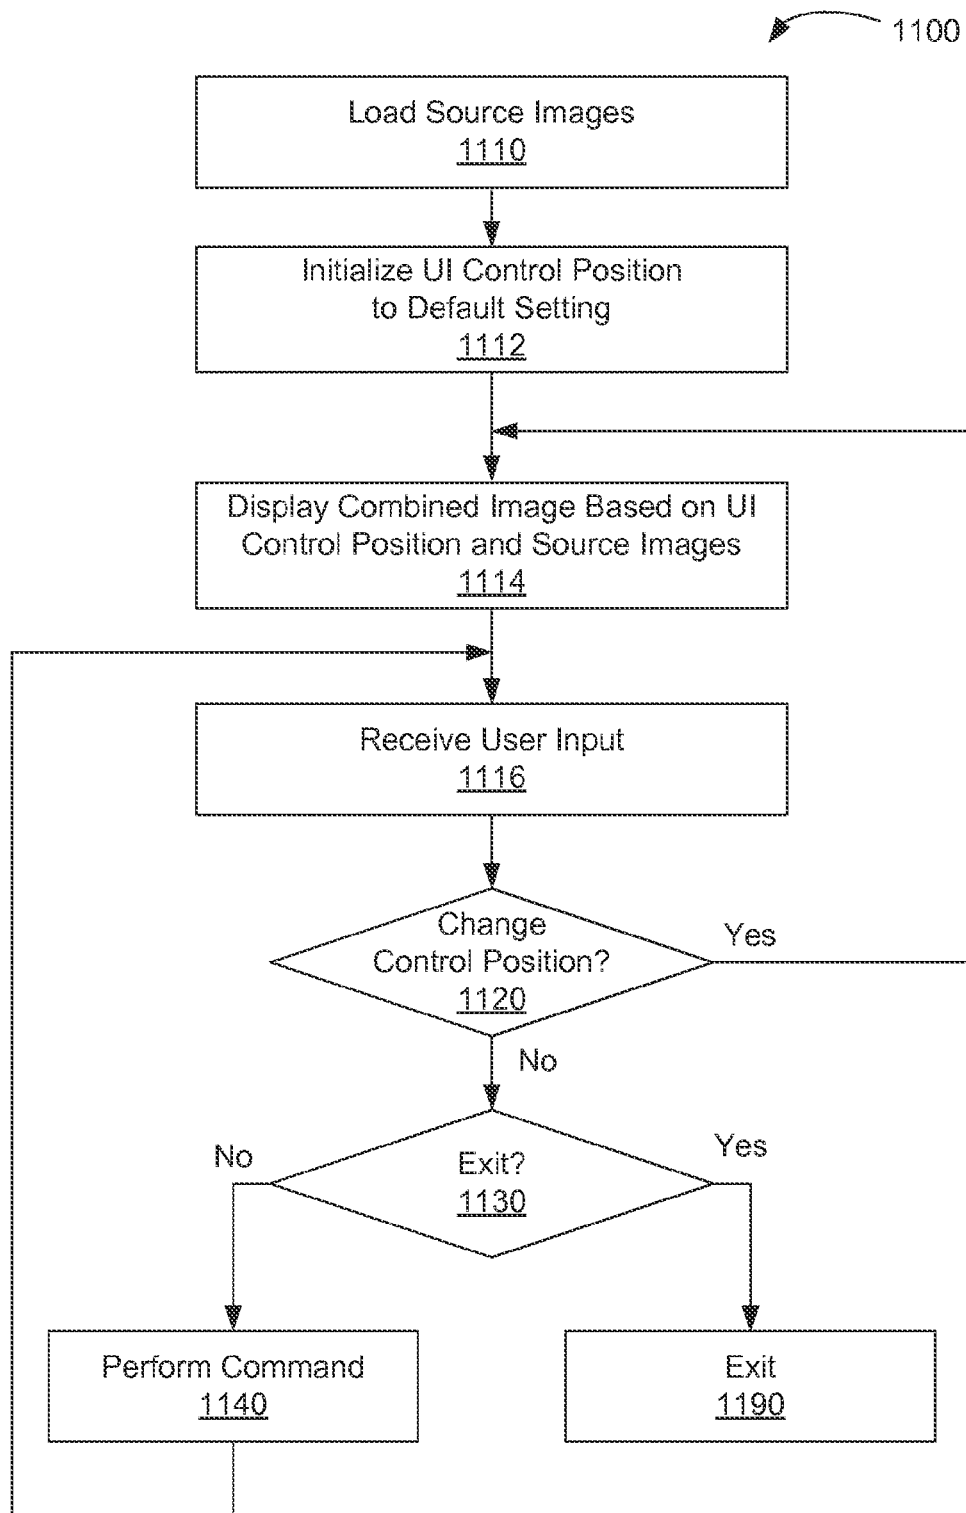 1100
Load Source Images
1110
Initialize UI Control Position
to Default Setting
1112
Display Combined Image Based on UI
Control Position and Source Images
1114
Receive User Input
1116
Change
Control Position?
1120
Yes
No
Exit?
1130
No
Yes
Perform Command
1140
Exit
1190